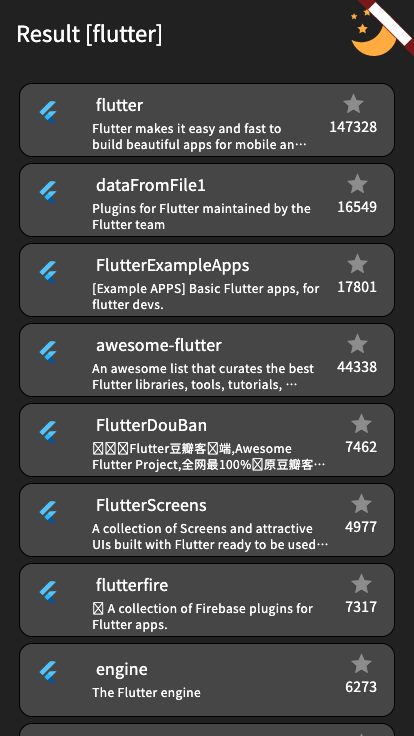 Result [flutter]
flutter
147328
Flutter makes it easy and fast to
build beautiful apps for mobile an…
dataFromFile1
16549
Plugins for Flutter maintained by the
Flutter team
FlutterExampleApps
17801
[Example APPS] Basic Flutter apps, for
flutter devs.
awesome-flutter
44338
An awesome list that curates the best
Flutter libraries, tools, tutorials, …
FlutterDouBan
7462
Flutter豆瓣客端,Awesome
Flutter Project,全网最100%原豆瓣客…
FlutterScreens
4977
A collection of Screens and attractive
UIs built with Flutter ready to be used…
flutterfire
7317
A collection of Firebase plugins for
Flutter apps.
engine
6273
The Flutter engine